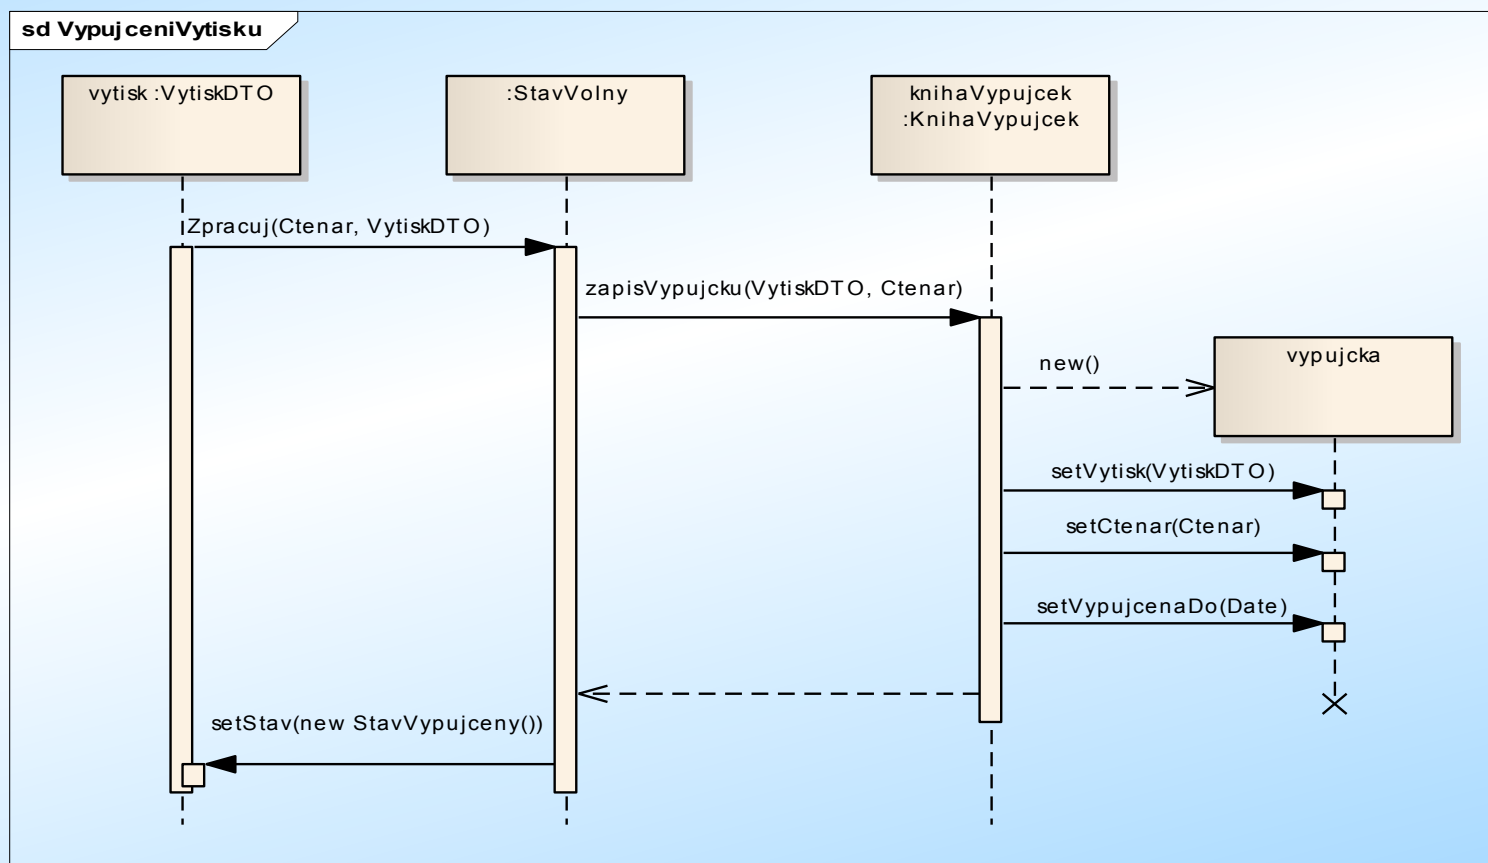 sd VypujceniVytisku
vytisk :VytiskDTO
:StavVolny
knihaVypujcek
:KnihaVypujcek
Zpracuj(Ctenar, VytiskDTO)
zapisVypujcku(VytiskDTO, Ctenar)
new()
vypujcka
setVytisk(VytiskDTO)
setCtenar(Ctenar)
setVypujcenaDo(Date)
setStav(new StavVypujceny())